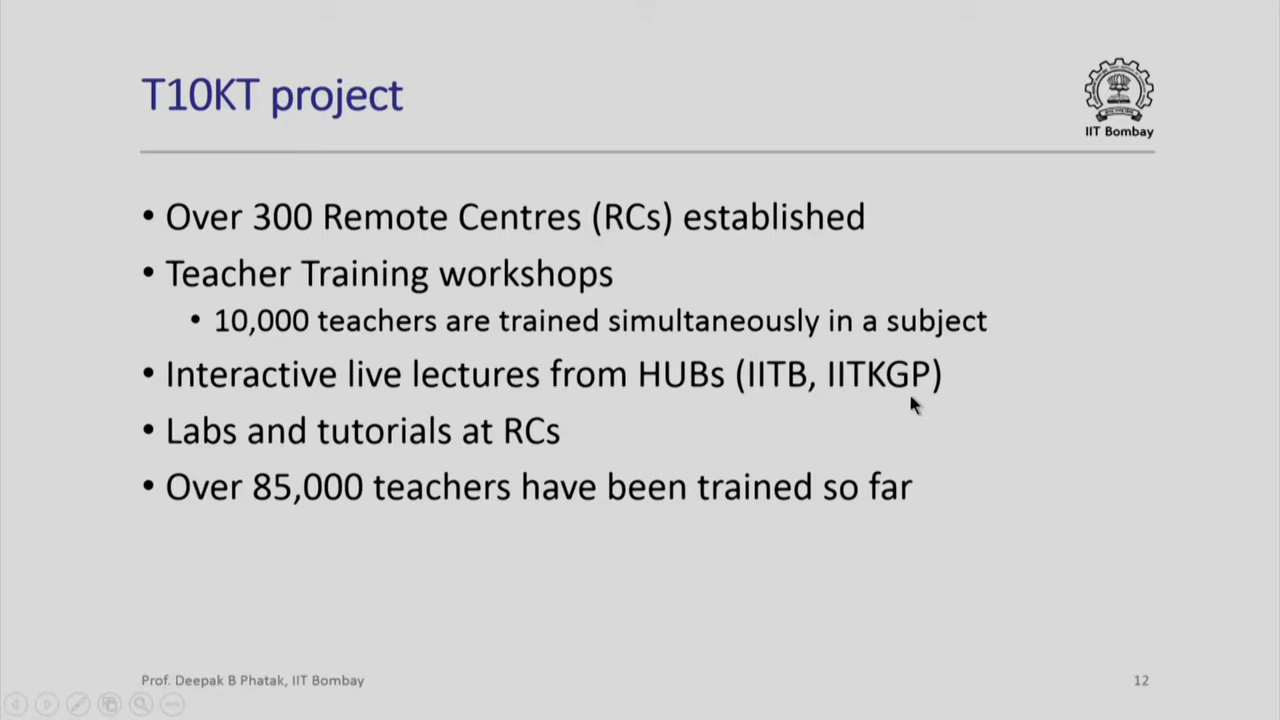 T10KT project
IIT Bombay
• Over 300 Remote Centres (RCs) established
• Teacher Training workshops
• 10,000 teachers are trained simultaneously in a subject
• Interactive live lectures from HUBs (IITB, IITKGP)
• Labs and tutorials at RCs
• Over 85,000 teachers have been trained so far
Prof. Deepak B Phatak, IIT Bombay
12